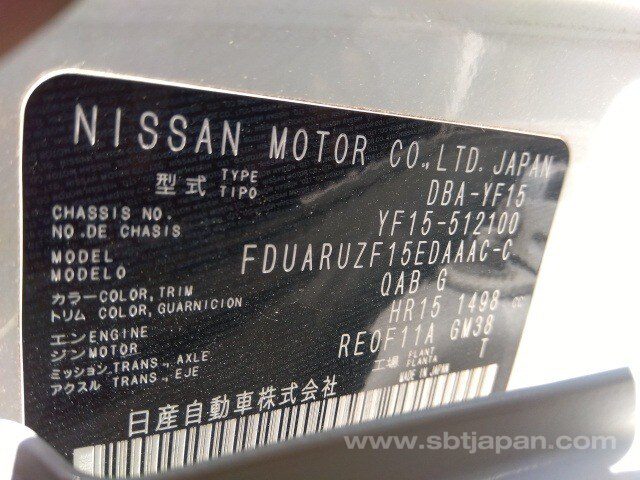 NISSAN MOTOR CO.,LTD. JAPAN
型式 TYPE TIPO DBA-YF15
CHASSIS NO. NO.DE CHASIS YF15-512100
MODEL MODELO FDUARUZF15EDAAAC-C
カラー COLOR, TRIM トリム COLOR, GUARNICION QAB G
エンジン ENGINE MOTOR HR15 1498 cc
ミッション TRANS., AXLE アクスル TRANS., EJE RE0F11A GM38
工場 PLANT PLANTA T
MADE IN JAPAN
日産自動車株式会社
www.sbtjapan.com